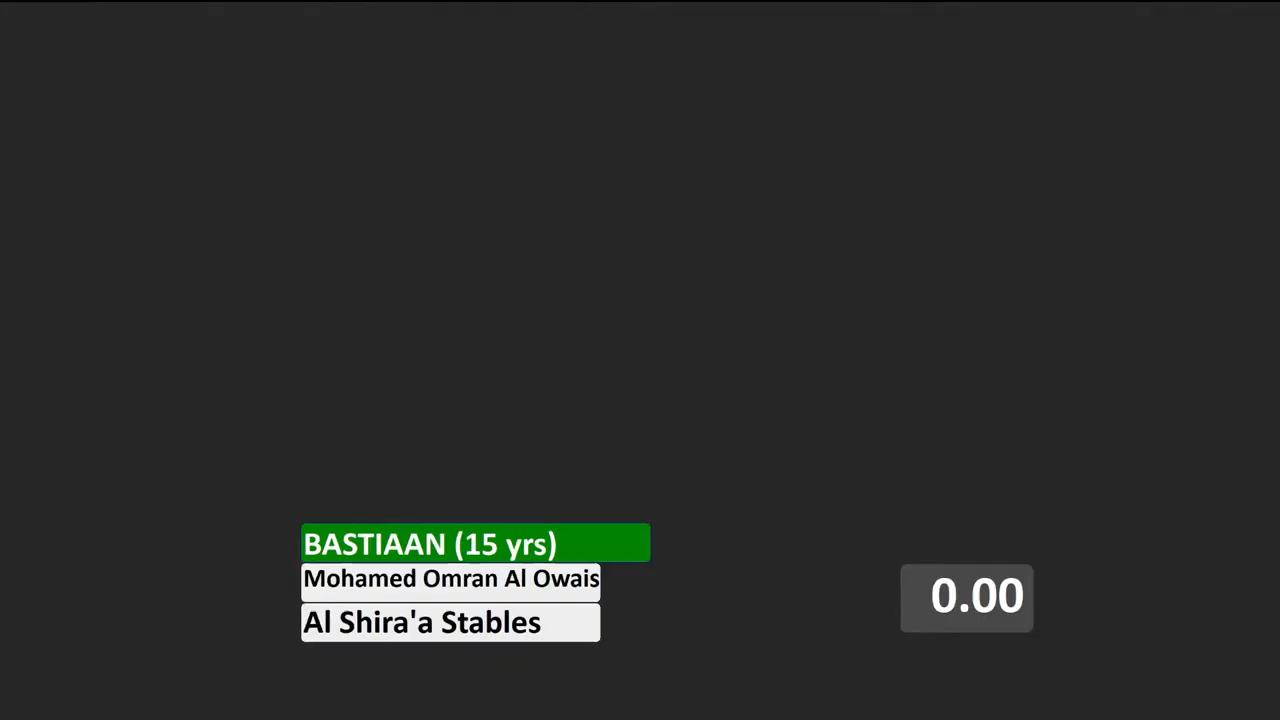 BASTIAAN (15 yrs)
Mohamed Omran Al Owais
Al Shira'a Stables
0.00